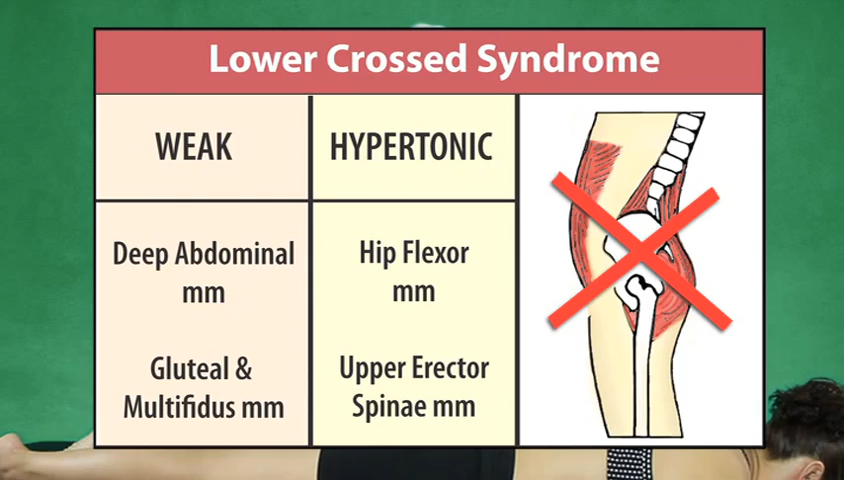 Lower Crossed Syndrome
WEAK
HYPERTONIC
Deep Abdominal
mm
Hip Flexor
mm
Gluteal &
Multifidus mm
Upper Erector
Spinae mm